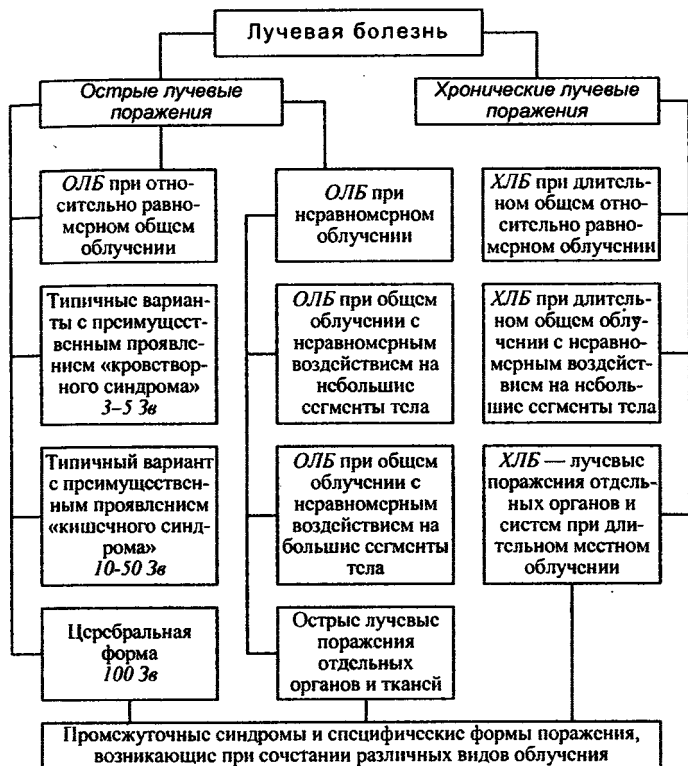 Лучевая болезнь
Острые лучевые
поражения
Хронические лучевые
поражения
ОЛБ при отно-
сительно равно-
мерном общем
облучении
Типичные вариан-
ты с преимущест-
венным проявле-
нием «кроветвор-
ного синдрома»
3–5 Зв
Типичный вариант
с преимуществен-
ным проявлением
«кишечного синд-
рома»
10-50 Зв
Церебральная
форма
100 Зв
ОЛБ при
неравномерном
облучении
ОЛБ при общем
облучении с
неравномерным
воздействием на
небольшие
сегменты тела
ОЛБ при общем
облучении с
неравномерным
воздействием на
большие сегменты
тела
Острые лучевые
поражения
отдельных
органов и тканей
ХЛБ при длитель-
ном общем отно-
сительно равно-
мерном облучении
ХЛБ при длитель-
ном общем облу-
чении с неравно-
мерным воздейст-
вием на неболь-
шие сегменты тела
ХЛБ — лучевые
поражения отдель-
ных органов и
систем при дли-
тельном местном
облучении
Промежуточные синдромы и специфические формы поражения,
возникающие при сочетании различных видов облучения